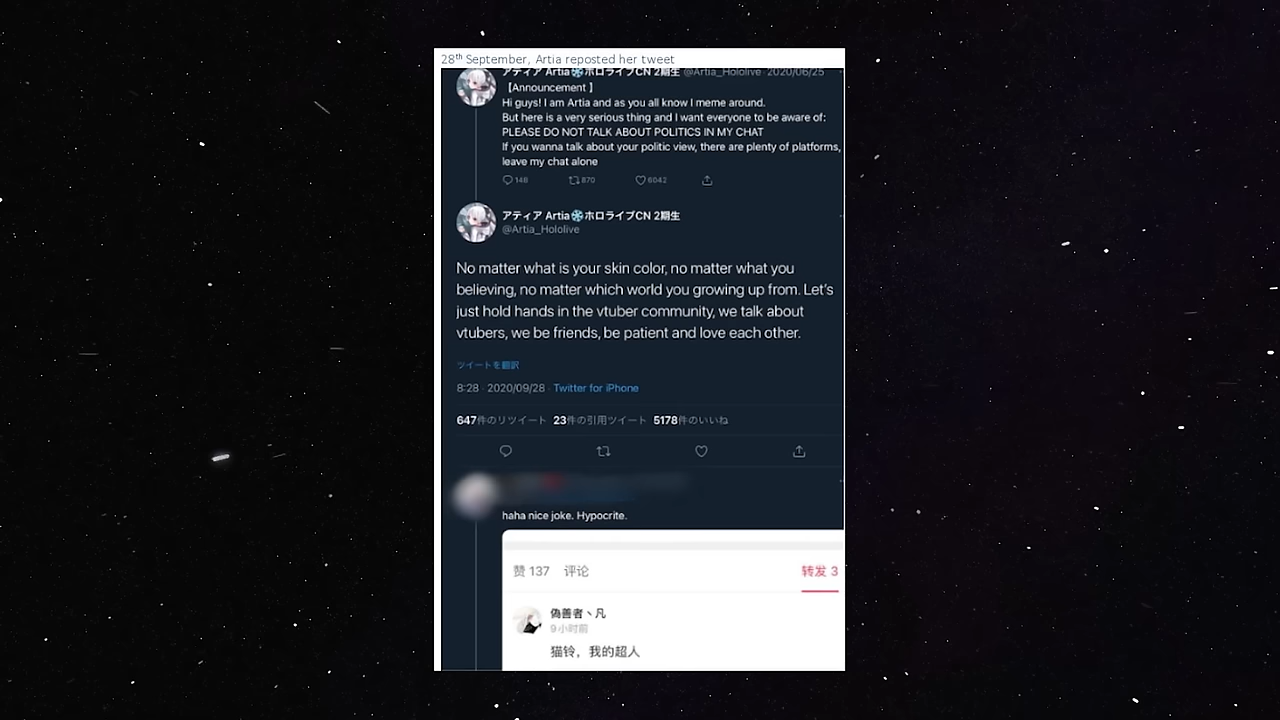 28th September, Artia reposted her tweet
アティア Artia❄ホロライブCN 2期生 @Artia_Hololive · 2020/06/25
【Announcement 】
Hi guys! I am Artia and as you all know I meme around.
But here is a very serious thing and I want everyone to be aware of:
PLEASE DO NOT TALK ABOUT POLITICS IN MY CHAT
If you wanna talk about your politic view, there are plenty of platforms,
leave my chat alone
148 870 6042
アティア Artia❄ホロライブCN 2期生
@Artia_Hololive
No matter what is your skin color, no matter what you
believing, no matter which world you growing up from. Let's
just hold hands in the vtuber community, we talk about
vtubers, we be friends, be patient and love each other.
ツイートを翻訳
8:28 · 2020/09/28 · Twitter for iPhone
647件のリツイート 23件の引用ツイート 5178件のいいね
haha nice joke. Hypocrite.
赞 137 评论 转发 3
偽善者丶凡
9小时前
猫铃，我的超人